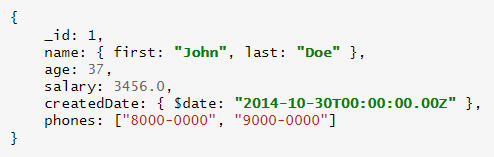 {
    _id: 1,
    name: { first: "John", last: "Doe" },
    age: 37,
    salary: 3456.0,
    createdDate: { $date: "2014-10-30T00:00:00.00Z" },
    phones: ["8000-0000", "9000-0000"]
}